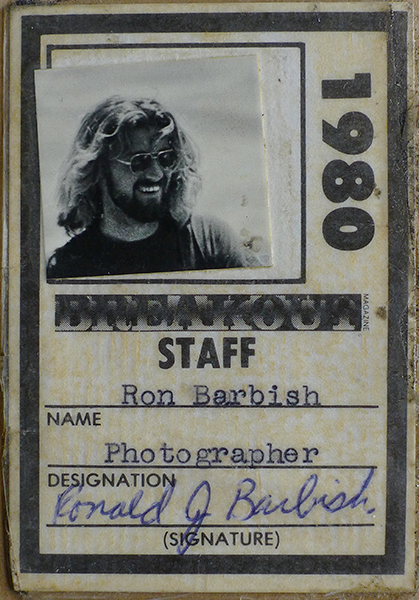 1980
BREAKOUT MAGAZINE
STAFF
Ron Barbish
NAME
Photographer
DESIGNATION
Ronald J Barbish
(SIGNATURE)